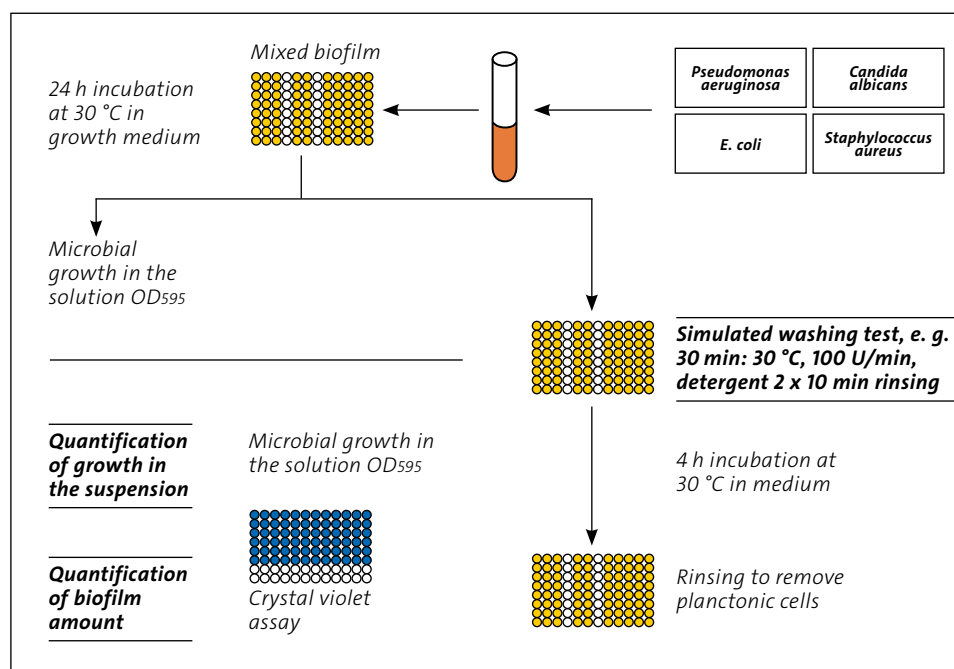 Mixed biofilm
24 h incubation
at 30 °C in
growth medium
Pseudomonas
aeruginosa
Candida
albicans
E. coli
Staphylococcus
aureus
Microbial
growth in the
solution OD595
Simulated washing test, e. g.
30 min: 30 °C, 100 U/min,
detergent 2 x 10 min rinsing
Quantification
of growth in
the suspension
Microbial growth in
the solution OD595
4 h incubation at
30 °C in medium
Quantification
of biofilm
amount
Crystal violet
assay
Rinsing to remove
planctonic cells